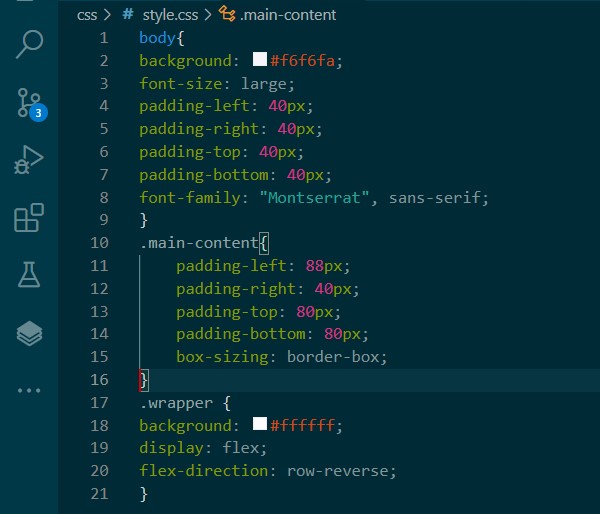 css > # style.css > .main-content
1 body{
2 background: #f6f6fa;
3 font-size: large;
4 padding-left: 40px;
5 padding-right: 40px;
6 padding-top: 40px;
7 padding-bottom: 40px;
8 font-family: "Montserrat", sans-serif;
9 }
10 .main-content{
11     padding-left: 88px;
12     padding-right: 40px;
13     padding-top: 80px;
14     padding-bottom: 80px;
15     box-sizing: border-box;
16 }
17 .wrapper {
18 background: #ffffff;
19 display: flex;
20 flex-direction: row-reverse;
21 }
3